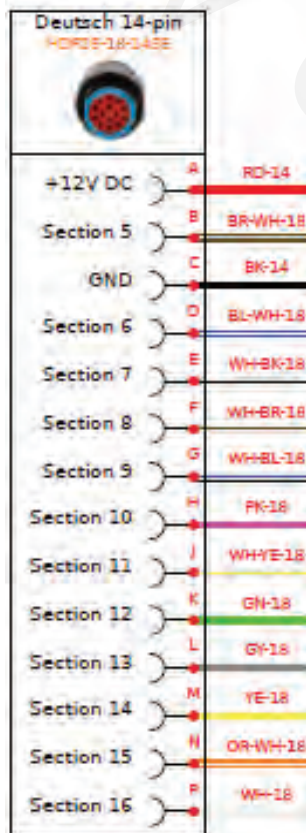 Deutsch 14-pin
+12V DC A RD-14
Section 5 B BR-WH-18
GND C BK-14
Section 6 D BL-WH-18
Section 7 E WH-BK-18
Section 8 F WH-BR-18
Section 9 G WH-BL-18
Section 10 H PK-18
Section 11 J WH-YE-18
Section 12 K GN-18
Section 13 L GY-18
Section 14 M YE-18
Section 15 N OR-WH-18
Section 16 P WH-18